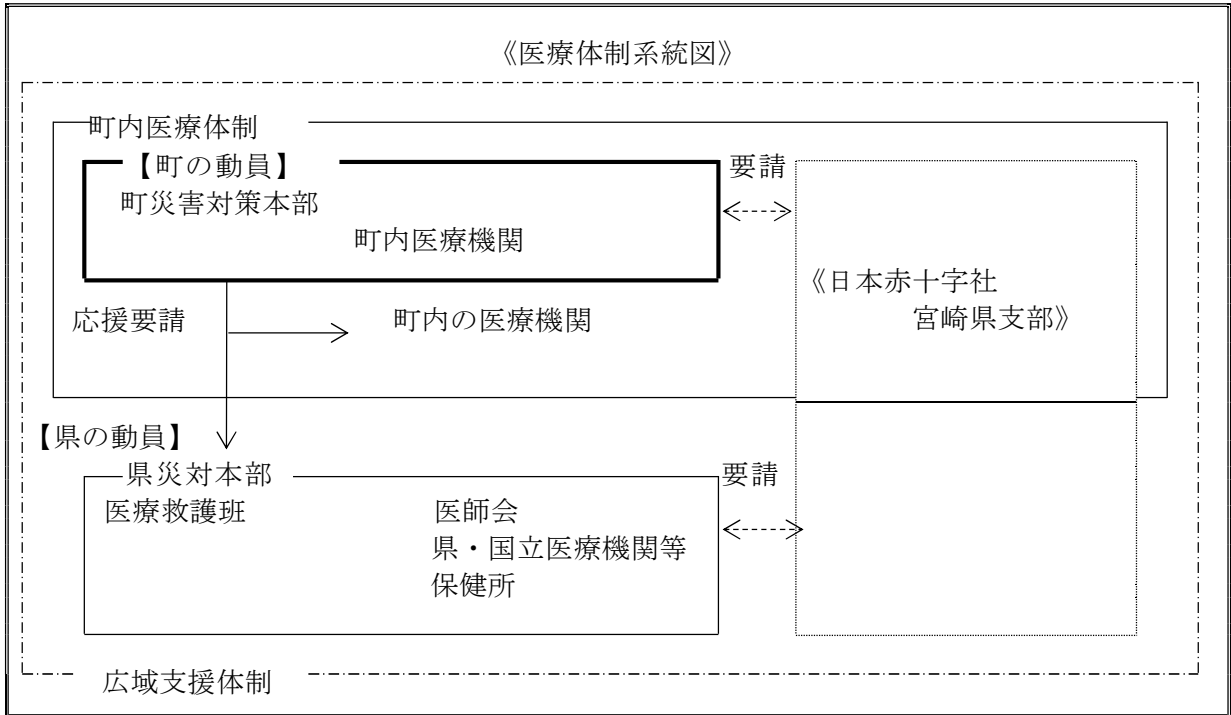 《医療体制系統図》
町内医療体制
【町の動員】
要請
町災害対策本部
町内医療機関
《日本赤十字社
宮崎県支部》
応援要請
町内の医療機関
【県の動員】
県災対本部
要請
医療救護班
医師会
県・国立医療機関等
保健所
広域支援体制